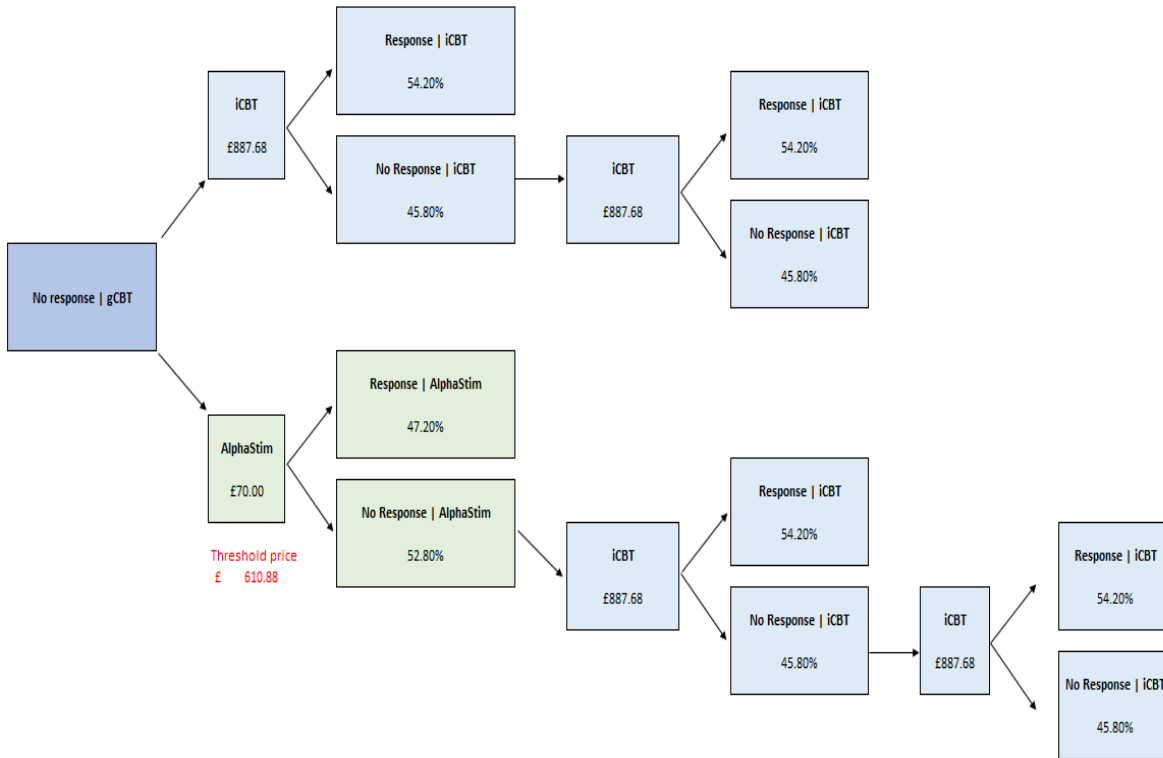 Response | iCBT
54.20%
iCBT
£887.68
No Response | iCBT
45.80%
iCBT
£887.68
Response | iCBT
54.20%
No Response | iCBT
45.80%
No response | gCBT
AlphaStim
£70.00
Threshold price
£ 610.88
Response | AlphaStim
47.20%
No Response | AlphaStim
52.80%
iCBT
£887.68
Response | iCBT
54.20%
No Response | iCBT
45.80%
iCBT
£887.68
Response | iCBT
54.20%
No Response | iCBT
45.80%